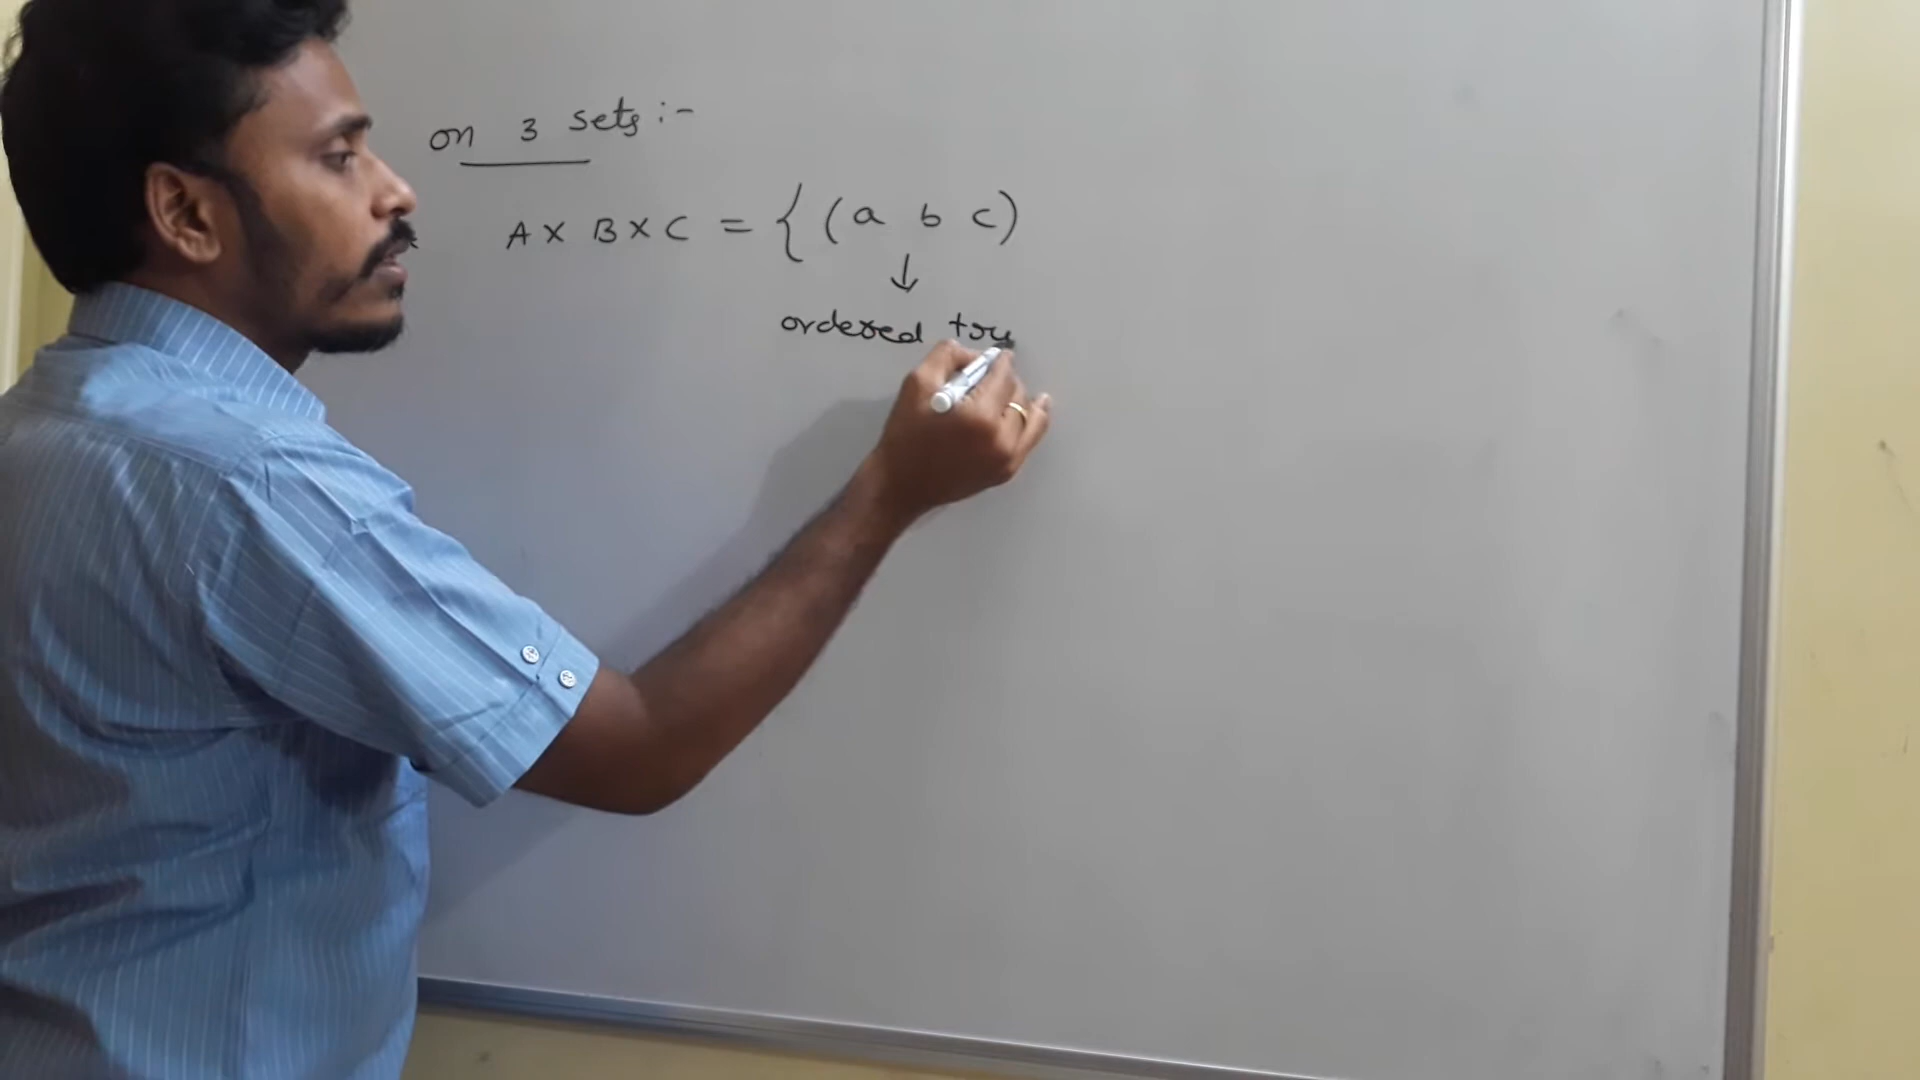 on 3 sets :-
A × B × C = { (a b c)
↓
ordered tri